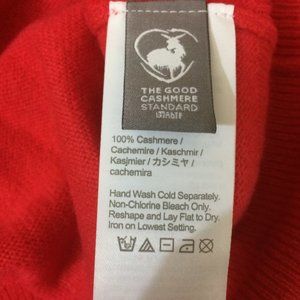 THE GOOD
CASHMERE
STANDARD
100% Cashmere /
Cachemire / Kaschmir /
Kasjmier / カシミヤ /
cachemira
Hand Wash Cold Separately.
Non-Chlorine Bleach Only.
Reshape and Lay Flat to Dry.
Iron on Lowest Setting.